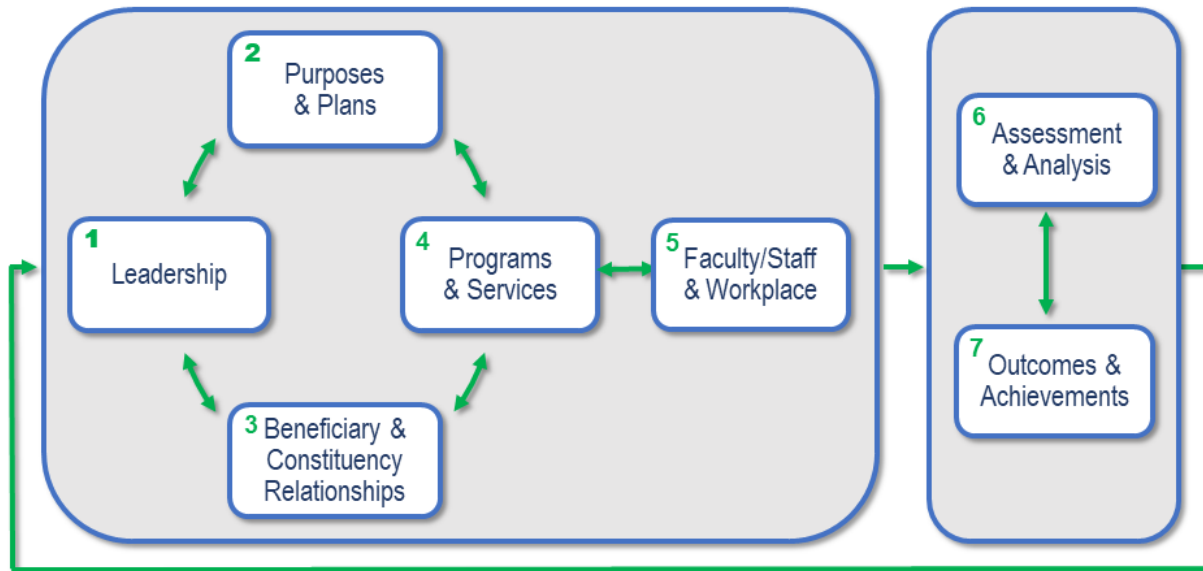 2
Purposes
& Plans
1
Leadership
4
Programs
& Services
5
Faculty/Staff
& Workplace
3
Beneficiary &
Constituency
Relationships
6
Assessment
& Analysis
7
Outcomes &
Achievements